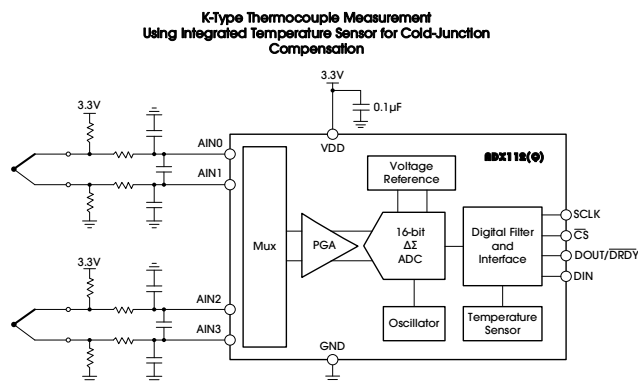 K-Type Thermocouple Measurement
Using Integrated Temperature Sensor for Cold-Junction
Compensation
3.3V
3.3V
0.1µF
VDD
AIN0
AIN1
ADX112(Q)
Voltage
Reference
Mux
PGA
16-bit
ΔΣ
ADC
Digital Filter
and
Interface
SCLK
CS
DOUT/DRDY
DIN
3.3V
AIN2
AIN3
Oscillator
Temperature
Sensor
GND